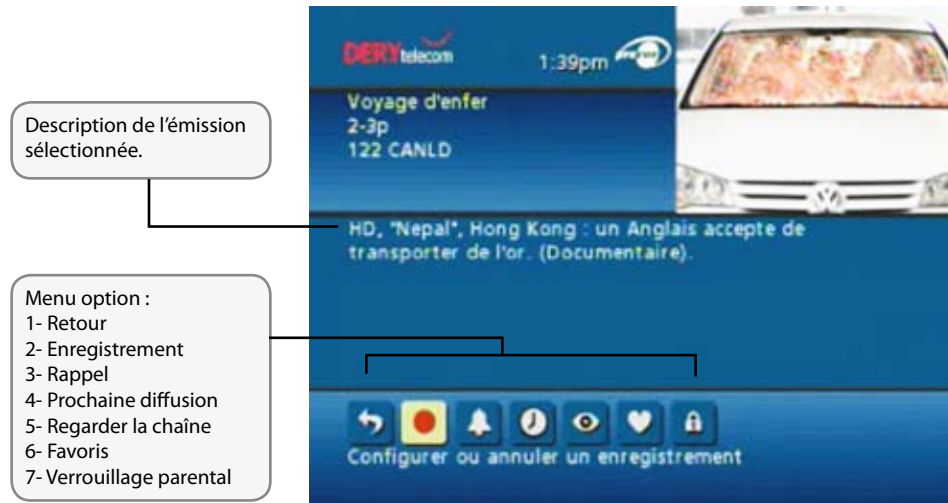 DERYtelecom
1:39pm
Voyage d'enfer
2-3p
122 CANLD
Description de l'émission
sélectionnée.
HD, "Nepal", Hong Kong : un Anglais accepte de
transporter de l'or. (Documentaire).
Menu option :
1- Retour
2- Enregistrement
3- Rappel
4- Prochaine diffusion
5- Regarder la chaîne
6- Favoris
7- Verrouillage parental
Configurer ou annuler un enregistrement